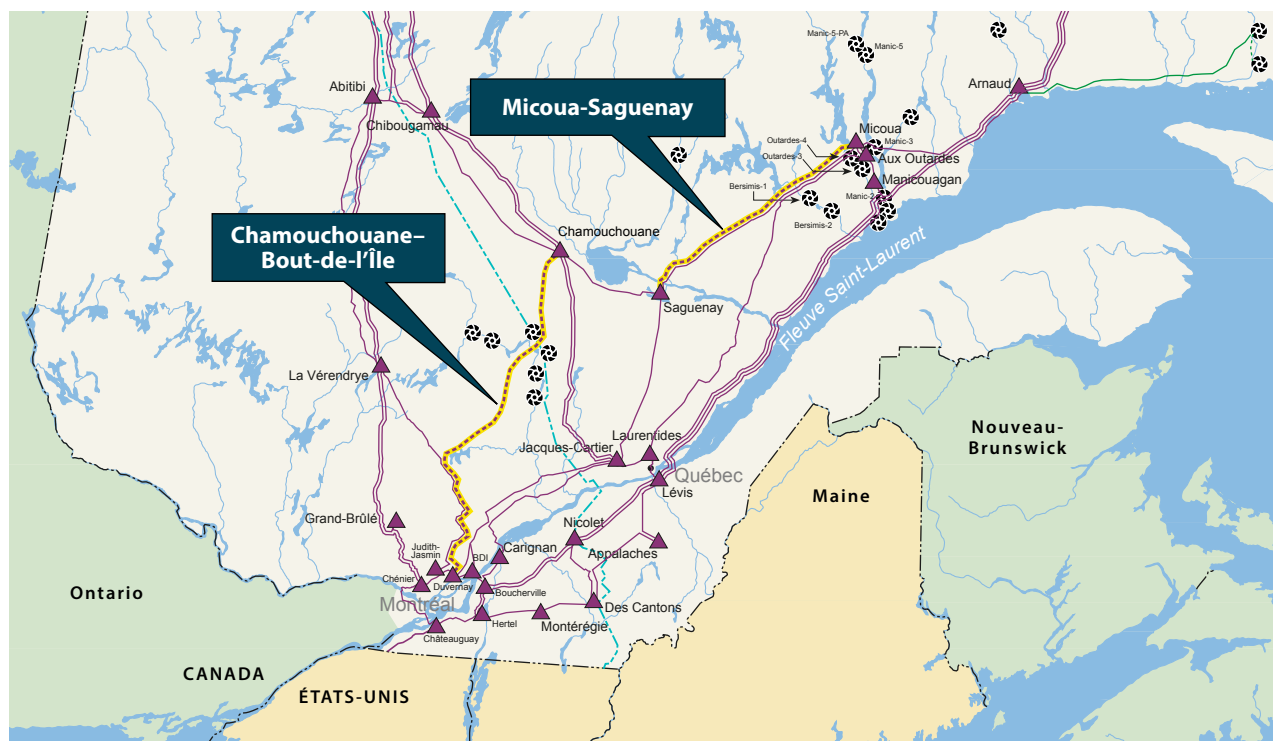 Manic-5-PA
Manic-5
Abitibi
Arnaud
Micoua-Saguenay
Chibougamau
Micoua
Outardes-4
Manic-3
Outardes-3
Aux Outardes
Manicouagan
Bersimis-1
Manic-2
Bersimis-2
Chamouchouane–
Bout-de-l'Île
Chamouchouane
Fleuve Saint-Laurent
Saguenay
La Vérendrye
Nouveau-
Brunswick
Laurentides
Jacques-Cartier
Québec
Lévis
Maine
Grand-Brûlé
Nicolet
Judith-
Jasmin
BDI
Carignan
Appalaches
Chénier
Duvernay
Boucherville
Ontario
Montréal
Des Cantons
Hertel
Montérégie
Châteauguay
CANADA
ÉTATS-UNIS